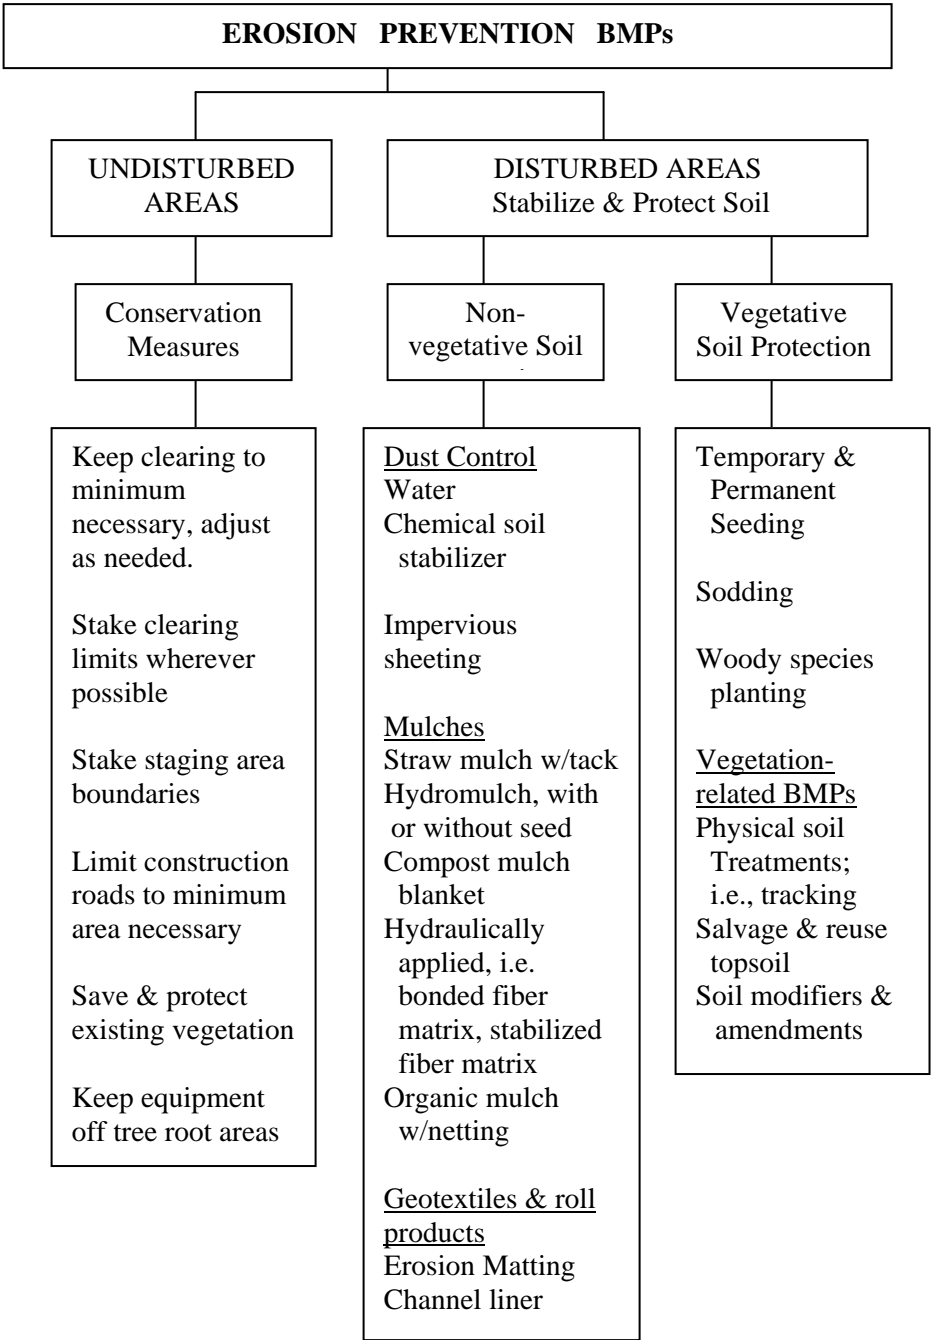 EROSION PREVENTION BMPs
UNDISTURBED
AREAS
DISTURBED AREAS
Stabilize & Protect Soil
Conservation
Measures
Non-
vegetative Soil
Vegetative
Soil Protection
Keep clearing to
minimum
necessary, adjust
as needed.
Stake clearing
limits wherever
possible
Stake staging area
boundaries
Limit construction
roads to minimum
area necessary
Save & protect
existing vegetation
Keep equipment
off tree root areas
Dust Control
Water
Chemical soil
stabilizer
Impervious
sheeting
Mulches
Straw mulch w/tack
Hydromulch, with
or without seed
Compost mulch
blanket
Hydraulically
applied, i.e.
bonded fiber
matrix, stabilized
fiber matrix
Organic mulch
w/netting
Geotextiles & roll
products
Erosion Matting
Channel liner
Temporary &
Permanent
Seeding
Sodding
Woody species
planting
Vegetation-
related BMPs
Physical soil
Treatments;
i.e., tracking
Salvage & reuse
topsoil
Soil modifiers &
amendments